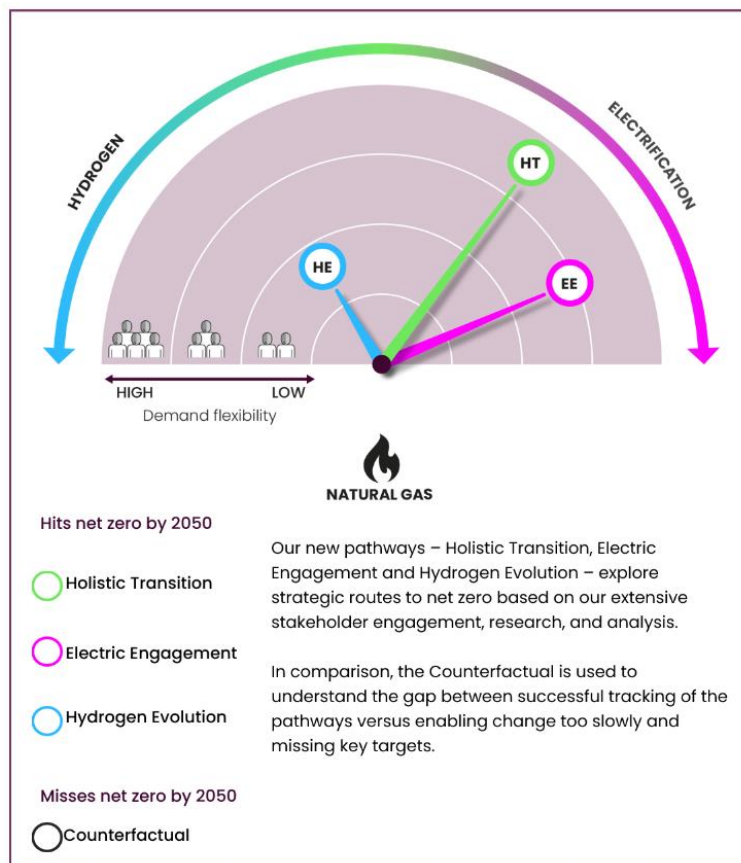 HYDROGEN
ELECTRIFICATION
HT
HE
EE
HIGH
LOW
Demand flexibility
NATURAL GAS
Hits net zero by 2050
Holistic Transition
Electric Engagement
Hydrogen Evolution
Misses net zero by 2050
Counterfactual
Our new pathways – Holistic Transition, Electric
Engagement and Hydrogen Evolution – explore
strategic routes to net zero based on our extensive
stakeholder engagement, research, and analysis.
In comparison, the Counterfactual is used to
understand the gap between successful tracking of the
pathways versus enabling change too slowly and
missing key targets.